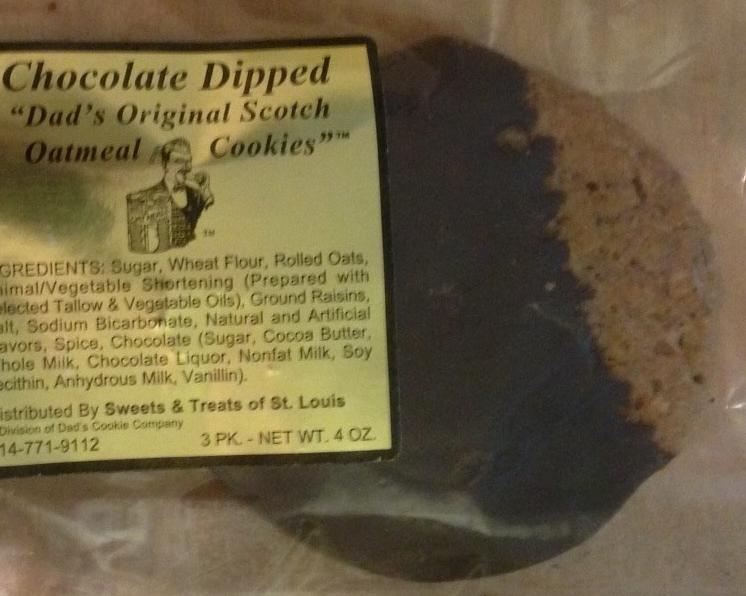 Chocolate Dipped
"Dad's Original Scotch
Oatmeal Cookies"™
™
GREDIENTS: Sugar, Wheat Flour, Rolled Oats,
nimal/Vegetable Shortening (Prepared with
elected Tallow & Vegetable Oils), Ground Raisins,
alt, Sodium Bicarbonate, Natural and Artificial
avors, Spice, Chocolate (Sugar, Cocoa Butter,
hole Milk, Chocolate Liquor, Nonfat Milk, Soy
ecithin, Anhydrous Milk, Vanillin).
istributed By Sweets & Treats of St. Louis
Division of Dad's Cookie Company
14-771-9112 3 PK. - NET WT. 4 OZ.